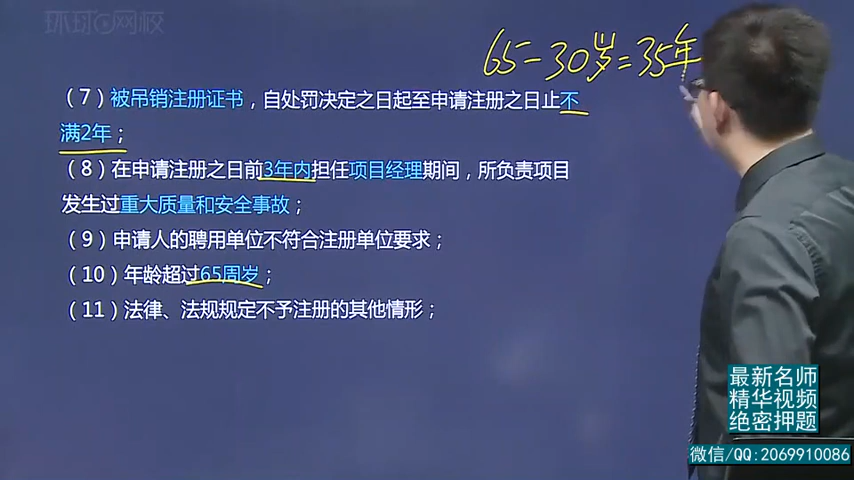 环球网校
65-30岁=35年
（7）被吊销注册证书，自处罚决定之日起至申请注册之日止不
满2年；
（8）在申请注册之日前3年内担任项目经理期间，所负责项目
发生过重大质量和安全事故；
（9）申请人的聘用单位不符合注册单位要求；
（10）年龄超过65周岁；
（11）法律、法规规定不予注册的其他情形；
最新名师
精华视频
绝密押题
微信/QQ:2069910086